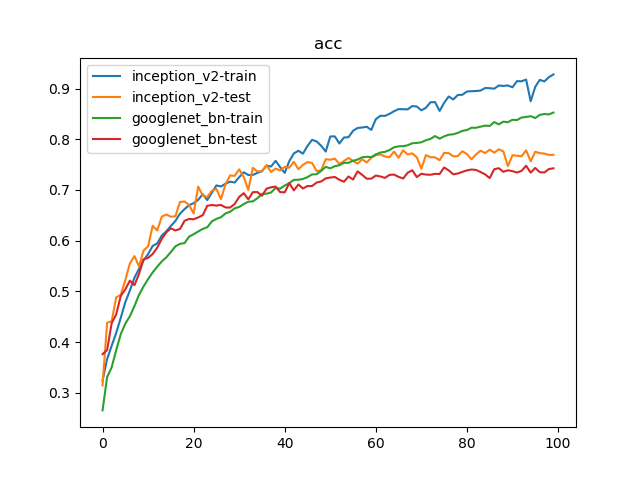 acc
inception_v2-train
inception_v2-test
googlenet_bn-train
googlenet_bn-test
0.9
0.8
0.7
0.6
0.5
0.4
0.3
0 20 40 60 80 100